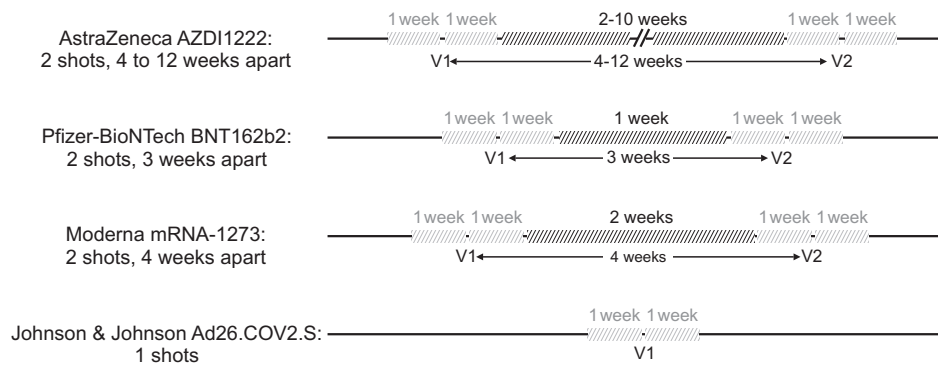 1 week 1 week 2-10 weeks 1 week 1 week
AstraZeneca AZDI1222:
2 shots, 4 to 12 weeks apart
V1 4-12 weeks V2
1 week 1 week 1 week 1 week 1 week
Pfizer-BioNTech BNT162b2:
2 shots, 3 weeks apart
V1 3 weeks V2
1 week 1 week 2 weeks 1 week 1 week
Moderna mRNA-1273:
2 shots, 4 weeks apart
V1 4 weeks V2
1 week 1 week
Johnson & Johnson Ad26.COV2.S:
1 shots
V1